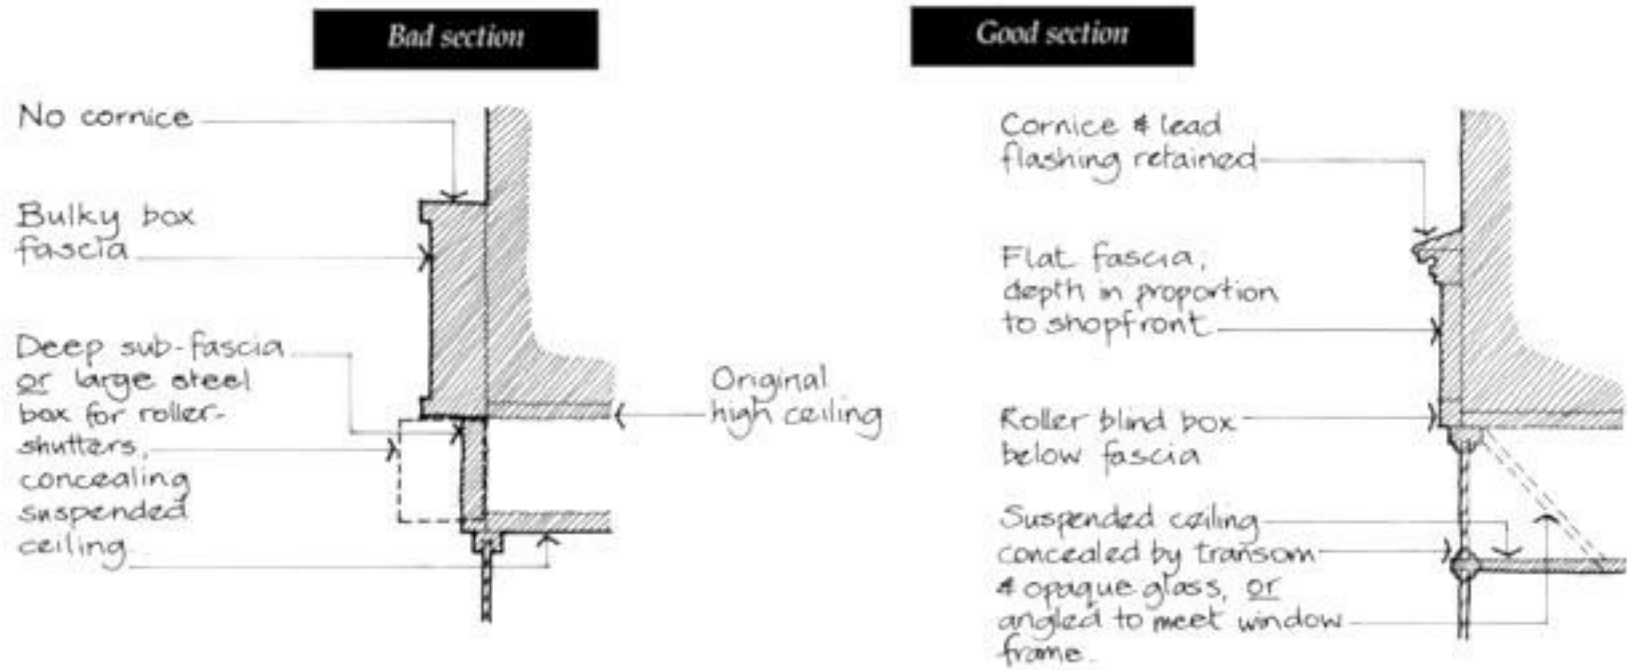 Bad section
No cornice
Bulky box
fascia
Deep sub-fascia
or large steel
box for roller-
shutters,
concealing
suspended
ceiling
Original
high ceiling
Good section
Cornice & lead
flashing retained
Flat fascia,
depth in proportion
to shopfront
Roller blind box
below fascia
Suspended ceiling
concealed by transom
& opaque glass, or
angled to meet window
frame.